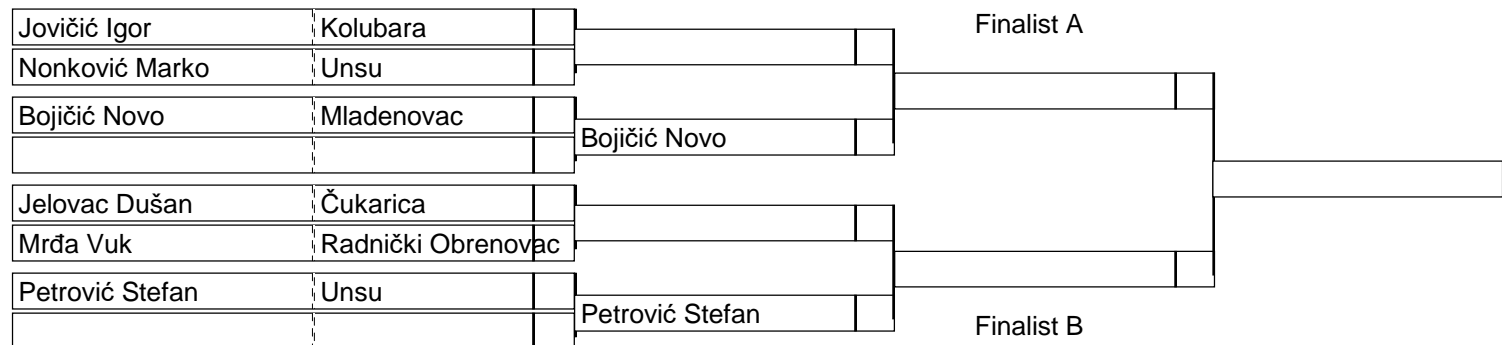 Jovičić Igor Kolubara
Finalist A
Nonković Marko Unsu
Bojičić Novo Mladenovac
Bojičić Novo
Jelovac Dušan Čukarica
Mrđa Vuk Radnički Obrenovac
Petrović Stefan Unsu
Petrović Stefan
Finalist B